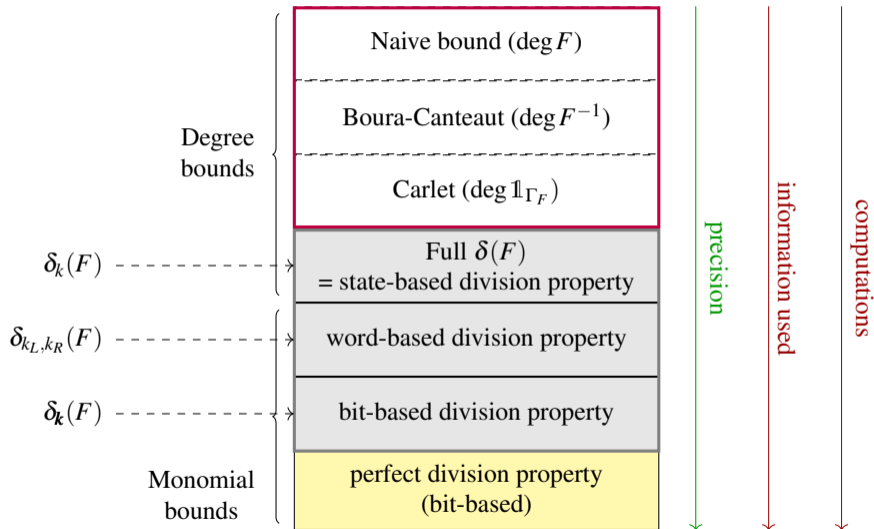 Naive bound (deg F)
Boura-Canteaut (deg F⁻¹)
Carlet (deg 𝟙_{Γ_F})
Degree
bounds
δ_k(F)
Full δ(F)
= state-based division property
δ_{k_L,k_R}(F)
word-based division property
δ_𝒌(F)
bit-based division property
Monomial
bounds
perfect division property
(bit-based)
precision
information used
computations